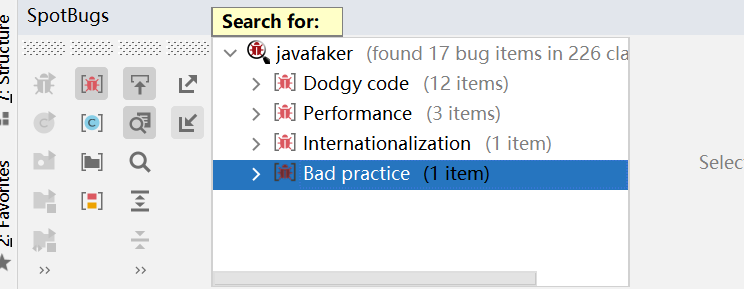 SpotBugs
Search for:
7: Structure
javafaker (found 17 bug items in 226 cla
Dodgy code (12 items)
Performance (3 items)
Internationalization (1 item)
Bad practice (1 item)
Selec
2: Favorites